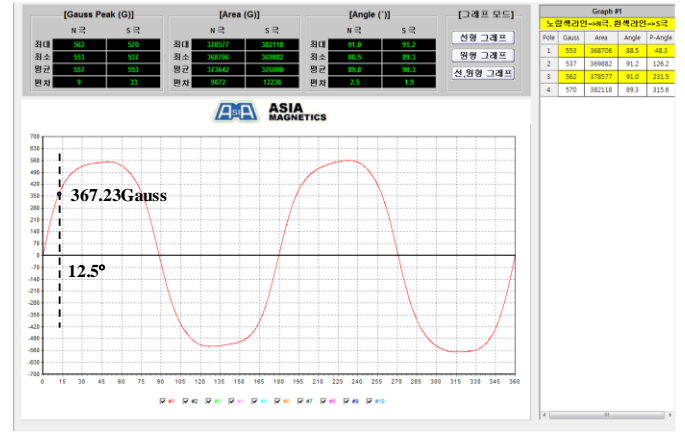 [Gauss Peak (G)]
N 극 S 극
최대 562 570
최소 553 537
평균 557 553
편차 9 33
[Area (G)]
N 극 S 극
최대 378577 382118
최소 368706 369882
평균 373642 376000
편차 9872 12236
[Angle (˚)]
N 극 S 극
최대 91.0 91.2
최소 88.5 89.3
평균 89.8 90.3
편차 2.5 1.9
[그래프 모드]
선형 그래프
원형 그래프
선,원형 그래프
Graph #1
노랑색라인->N극, 흰색라인->S극
Pole Gauss Area Angle P-Angle
1 553 368706 88.5 48.3
2 537 369882 91.2 126.2
3 562 378577 91.0 231.5
4 570 382118 89.3 315.6
AsiA
ASIA
MAGNETICS
700
630
560
490
420
350
280
210
140
70
0
-70
-140
-210
-280
-350
-420
-490
-560
-630
-700
367.23Gauss
12.5°
0 15 30 45 60 75 90 105 120 135 150 165 180 195 210 225 240 255 270 285 300 315 330 345 360
#1 #2 #3 #4 #5 #6 #7 #8 #9 #10